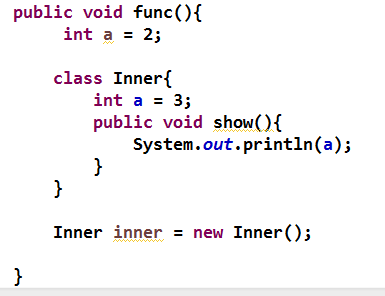 public void func(){
int a = 2;
class Inner{
int a = 3;
public void show(){
System.out.println(a);
}
}
Inner inner = new Inner();
}